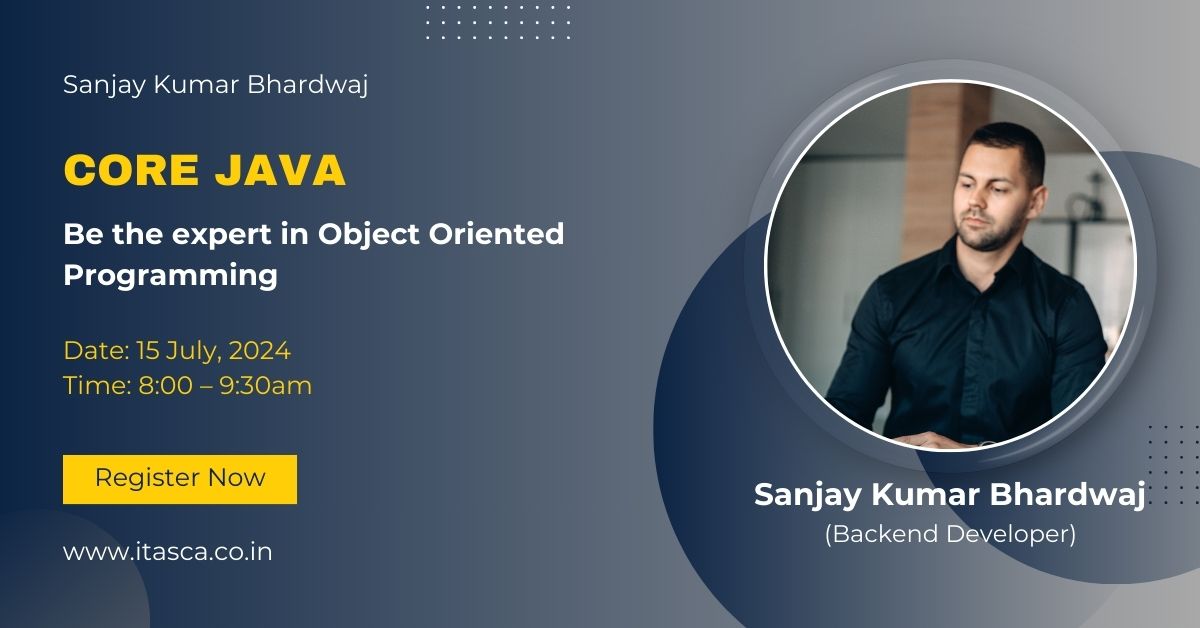 Sanjay Kumar Bhardwaj
CORE JAVA
Be the expert in Object Oriented
Programming
Date: 15 July, 2024
Time: 8:00 – 9:30am
Register Now
www.itasca.co.in
Sanjay Kumar Bhardwaj
(Backend Developer)